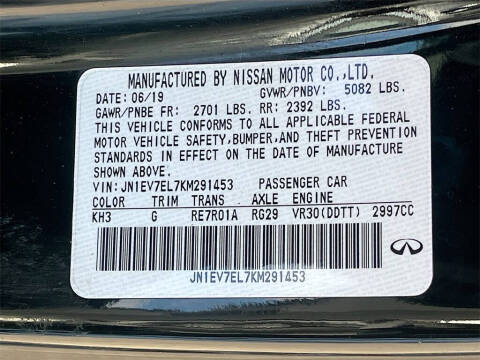 MANUFACTURED BY NISSAN MOTOR CO.,LTD.
DATE: 06/19 GVWR/PNBV: 5082 LBS.
GAWR/PNBE FR: 2701 LBS. RR: 2392 LBS.
THIS VEHICLE CONFORMS TO ALL APPLICABLE FEDERAL
MOTOR VEHICLE SAFETY,BUMPER,AND THEFT PREVENTION
STANDARDS IN EFFECT ON THE DATE OF MANUFACTURE
SHOWN ABOVE.
VIN:JN1EV7EL7KM291453 PASSENGER CAR
COLOR TRIM TRANS AXLE ENGINE
KH3 G RE7R01A RG29 VR30(DDTT) 2997CC
JN1EV7EL7KM291453